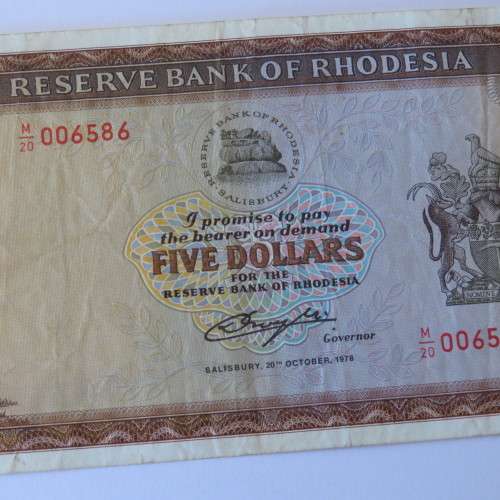 RESERVE BANK OF RHODESIA
M/20 006586
RESERVE BANK OF RHODESIA
SALISBURY
I promise to pay
the bearer on demand
FIVE DOLLARS
FOR THE
RESERVE BANK OF RHODESIA
Governor
M/20 0065
SALISBURY, 20TH OCTOBER, 1978